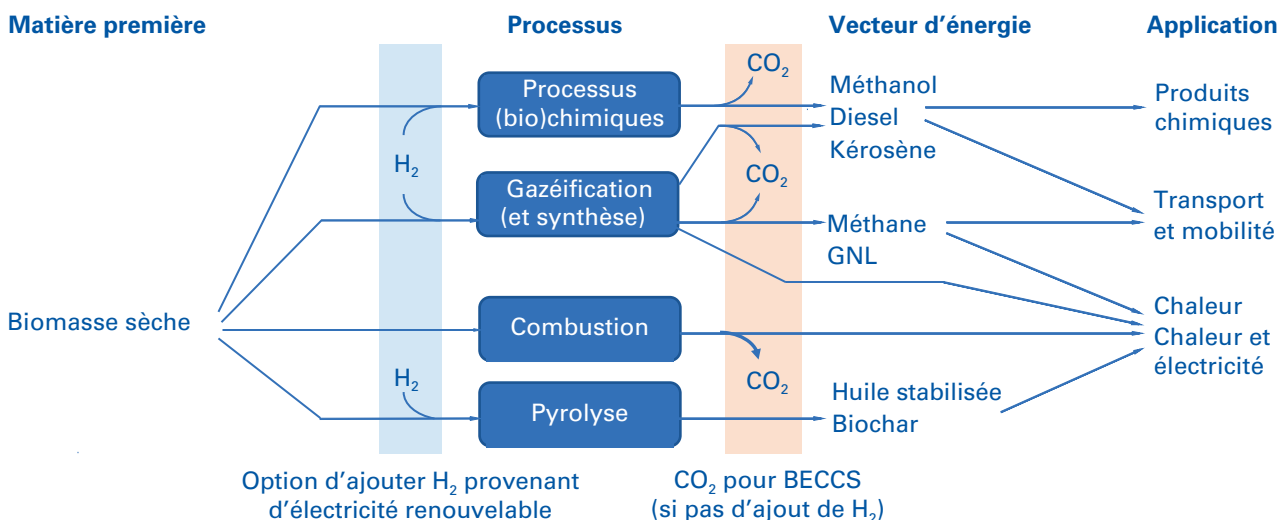 Matière première
Processus
Vecteur d'énergie
Application
CO₂
Processus
(bio)chimiques
Méthanol
Diesel
Kérosène
Produits
chimiques
H₂
CO₂
Gazéification
(et synthèse)
Méthane
GNL
Transport
et mobilité
Biomasse sèche
Combustion
Chaleur
Chaleur et
électricité
H₂
CO₂
Pyrolyse
Huile stabilisée
Biochar
Option d'ajouter H₂ provenant
d'électricité renouvelable
CO₂ pour BECCS
(si pas d'ajout de H₂)